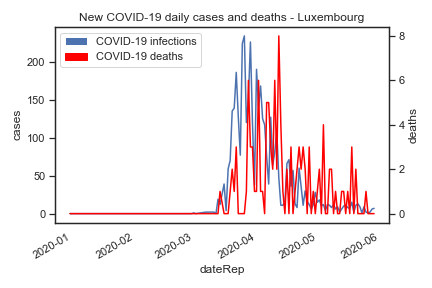 New COVID-19 daily cases and deaths - Luxembourg
COVID-19 infections
COVID-19 deaths
cases
200
150
100
50
0
deaths
8
6
4
2
0
2020-01
2020-02
2020-03
2020-04
2020-05
2020-06
dateRep